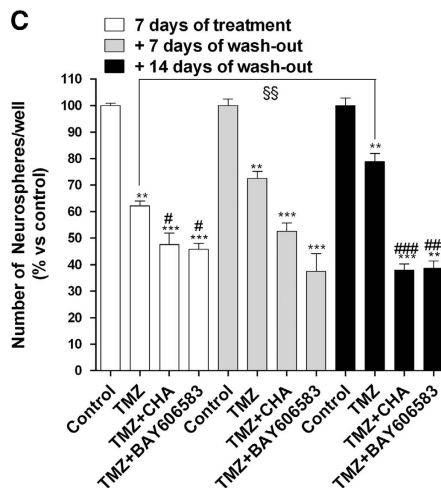 C
7 days of treatment
+ 7 days of wash-out
+ 14 days of wash-out
Number of Neurospheres/well
(% vs control)
110
100
90
80
70
60
50
40
30
20
10
0
§§
**
#
***
#
***
**
***
***
**
###
***
##
**
Control
TMZ
TMZ+CHA
TMZ+BAY606583
Control
TMZ
TMZ+CHA
TMZ+BAY606583
Control
TMZ
TMZ+CHA
TMZ+BAY606583